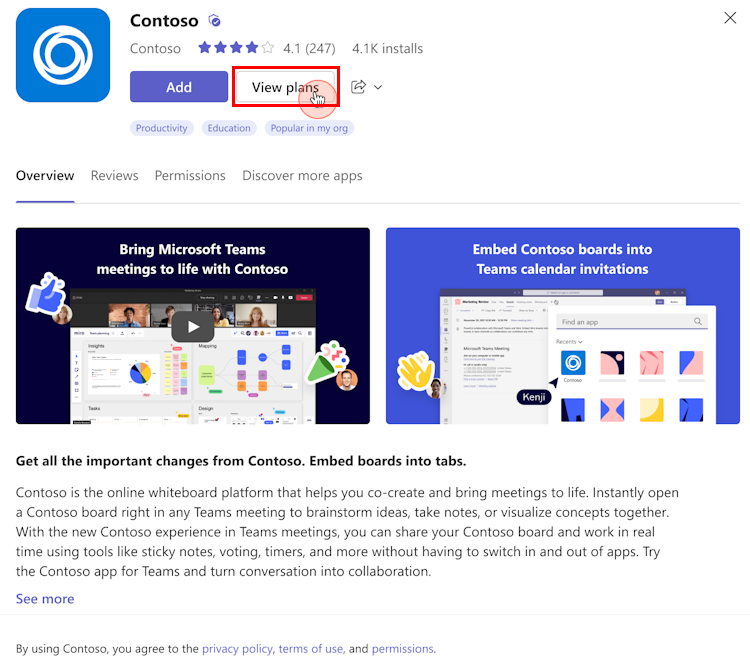 Contoso
Contoso 4.1 (247) 4.1K installs
Add View plans
Productivity Education Popular in my org
Overview Reviews Permissions Discover more apps
Bring Microsoft Teams
meetings to life with Contoso
Insights Mapping
Tasks Design
Embed Contoso boards into
Teams calendar invitations
Marketing Review
Find an app
Recents
Microsoft Teams
Contoso
Kenji
Get all the important changes from Contoso. Embed boards into tabs.
Contoso is the online whiteboard platform that helps you co-create and bring meetings to life. Instantly open
a Contoso board right in any Teams meeting to brainstorm ideas, take notes, or visualize concepts together.
With the new Contoso experience in Teams meetings, you can share your Contoso board and work in real
time using tools like sticky notes, voting, timers, and more without having to switch in and out of apps. Try
the Contoso app for Teams and turn conversation into collaboration.
See more
By using Contoso, you agree to the privacy policy, terms of use, and permissions.